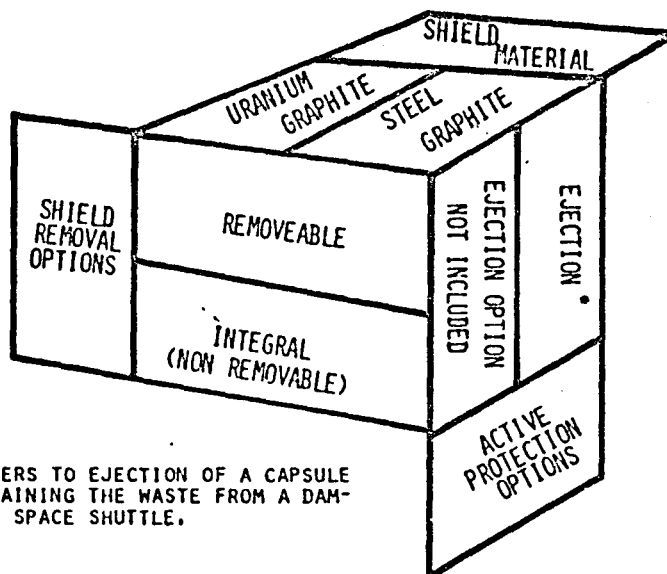 SHIELD
MATERIAL
URANIUM
GRAPHITE
STEEL
GRAPHITE
SHIELD
REMOVAL
OPTIONS
REMOVEABLE
INTEGRAL
(NON REMOVABLE)
EJECTION OPTION
NOT INCLUDED
EJECTION*
ACTIVE
PROTECTION
OPTIONS
ERS TO EJECTION OF A CAPSULE
AINING THE WASTE FROM A DAM-
SPACE SHUTTLE.